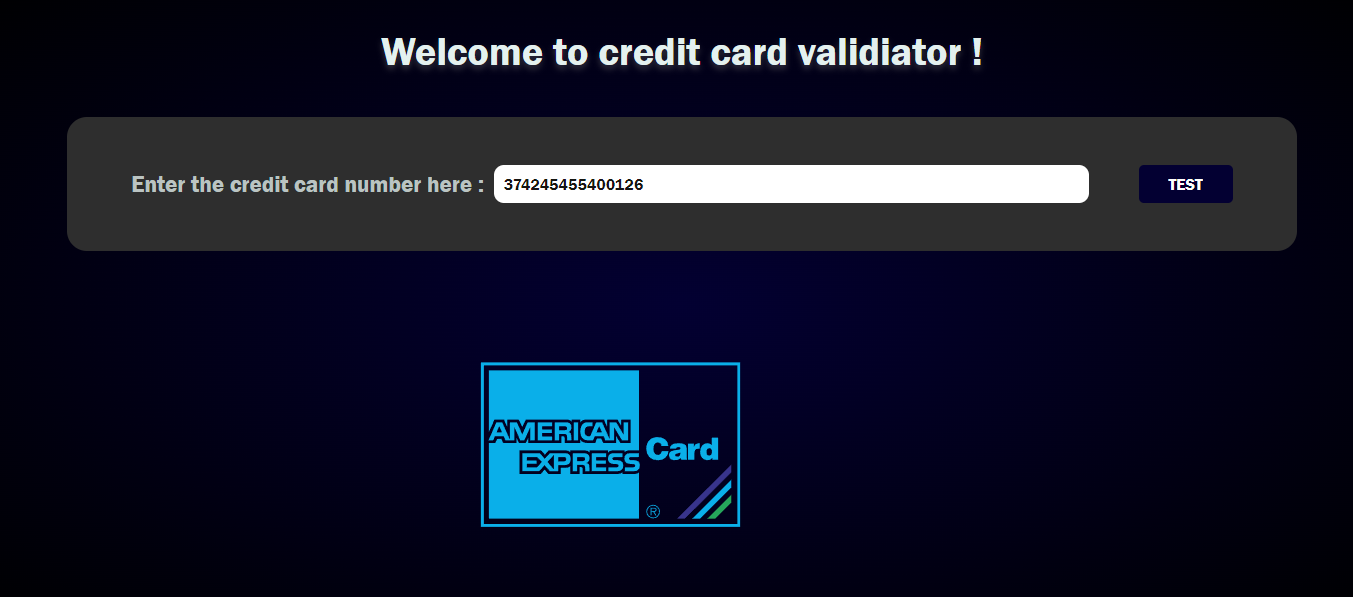 Welcome to credit card validiator !
Enter the credit card number here : 374245455400126 TEST
AMERICAN
EXPRESS
Card
®